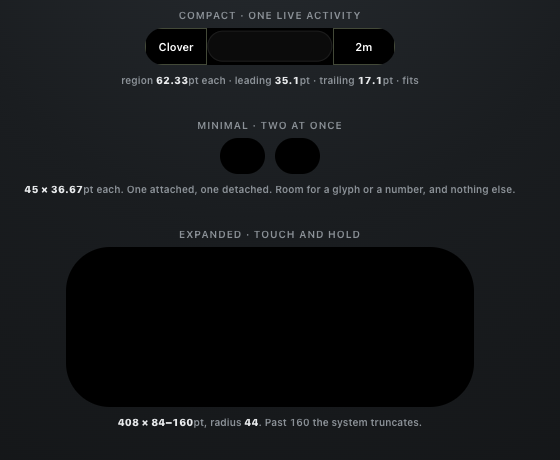 COMPACT · ONE LIVE ACTIVITY
Clover 2m
region 62.33pt each · leading 35.1pt · trailing 17.1pt · fits
MINIMAL · TWO AT ONCE
45 × 36.67pt each. One attached, one detached. Room for a glyph or a number, and nothing else.
EXPANDED · TOUCH AND HOLD
408 × 84–160pt, radius 44. Past 160 the system truncates.